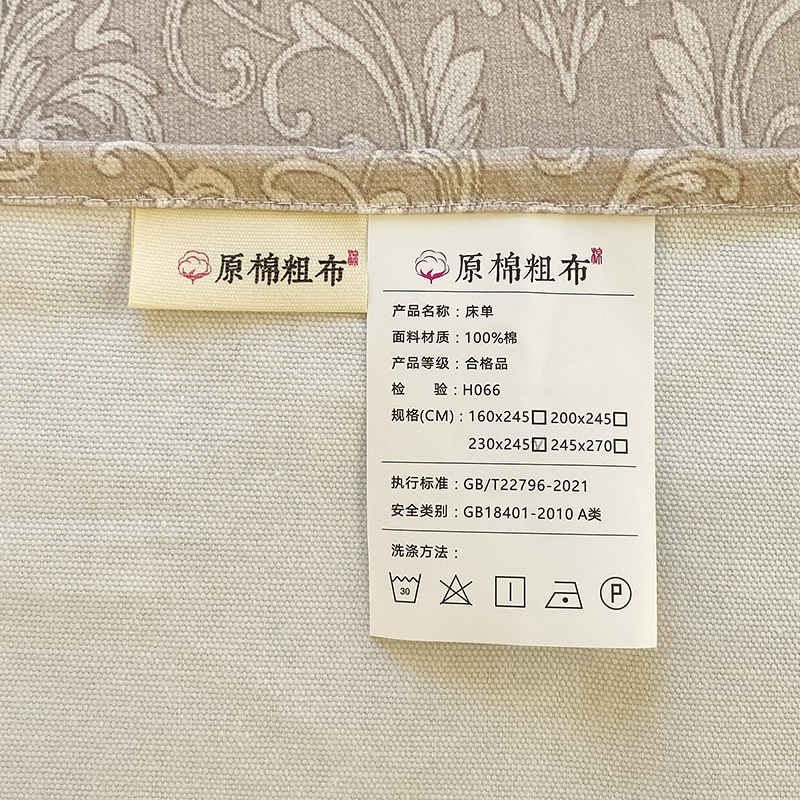 原棉粗布
原棉粗布
产品名称：床单
面料材质：100%棉
产品等级：合格品
检 验：H066
规格(CM)：160x245□ 200x245□
230x245☑ 245x270□
执行标准：GB/T22796-2021
安全类别：GB18401-2010 A类
洗涤方法：
30
P